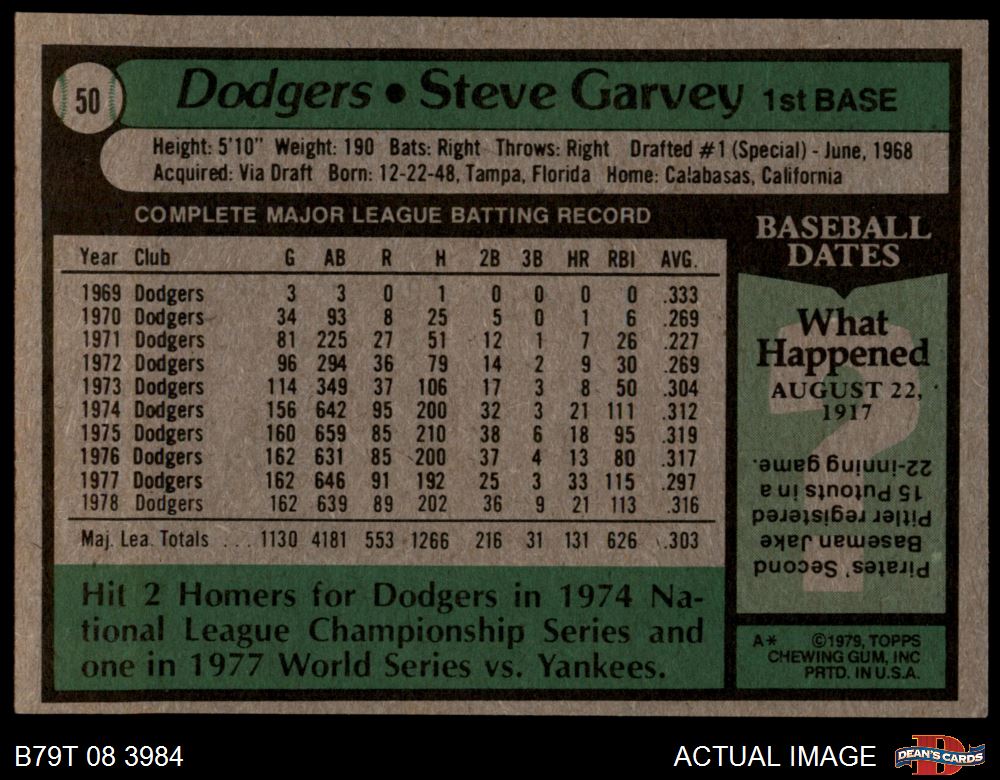 50 Dodgers • Steve Garvey 1st BASE
Height: 5'10" Weight: 190 Bats: Right Throws: Right Drafted #1 (Special) - June, 1968
Acquired: Via Draft Born: 12-22-48, Tampa, Florida Home: Calabasas, California
COMPLETE MAJOR LEAGUE BATTING RECORD
Year Club G AB R H 2B 3B HR RBI AVG.
1969 Dodgers 3 3 0 1 0 0 0 0 .333
1970 Dodgers 34 93 8 25 5 0 1 6 .269
1971 Dodgers 81 225 27 51 12 1 7 26 .227
1972 Dodgers 96 294 36 79 14 2 9 30 .269
1973 Dodgers 114 349 37 106 17 3 8 50 .304
1974 Dodgers 156 642 95 200 32 3 21 111 .312
1975 Dodgers 160 659 85 210 38 6 18 95 .319
1976 Dodgers 162 631 85 200 37 4 13 80 .317
1977 Dodgers 162 646 91 192 25 3 33 115 .297
1978 Dodgers 162 639 89 202 36 9 21 113 .316
Maj. Lea. Totals ... 1130 4181 553 1266 216 31 131 626 .303
Hit 2 Homers for Dodgers in 1974 Na-
tional League Championship Series and
one in 1977 World Series vs. Yankees.
BASEBALL
DATES
What
Happened
AUGUST 22,
1917
Pirates' Second
Baseman Jake
Pitler registered
15 Putouts in a
22-inning game.
A* ©1979, TOPPS
CHEWING GUM, INC
PRTD. IN U.S.A.
B79T 08 3984
ACTUAL IMAGE
DEAN'S CARDS